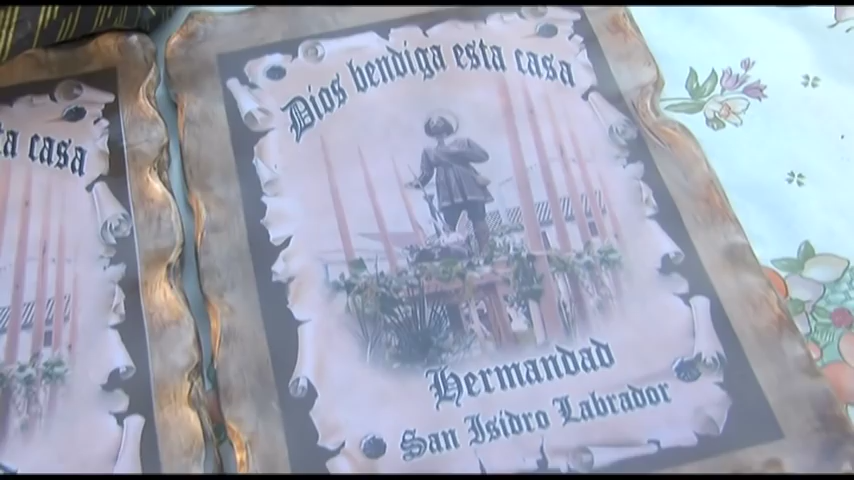 ta casa
Dios bendiga esta casa
Hermandad
San Isidro Labrador